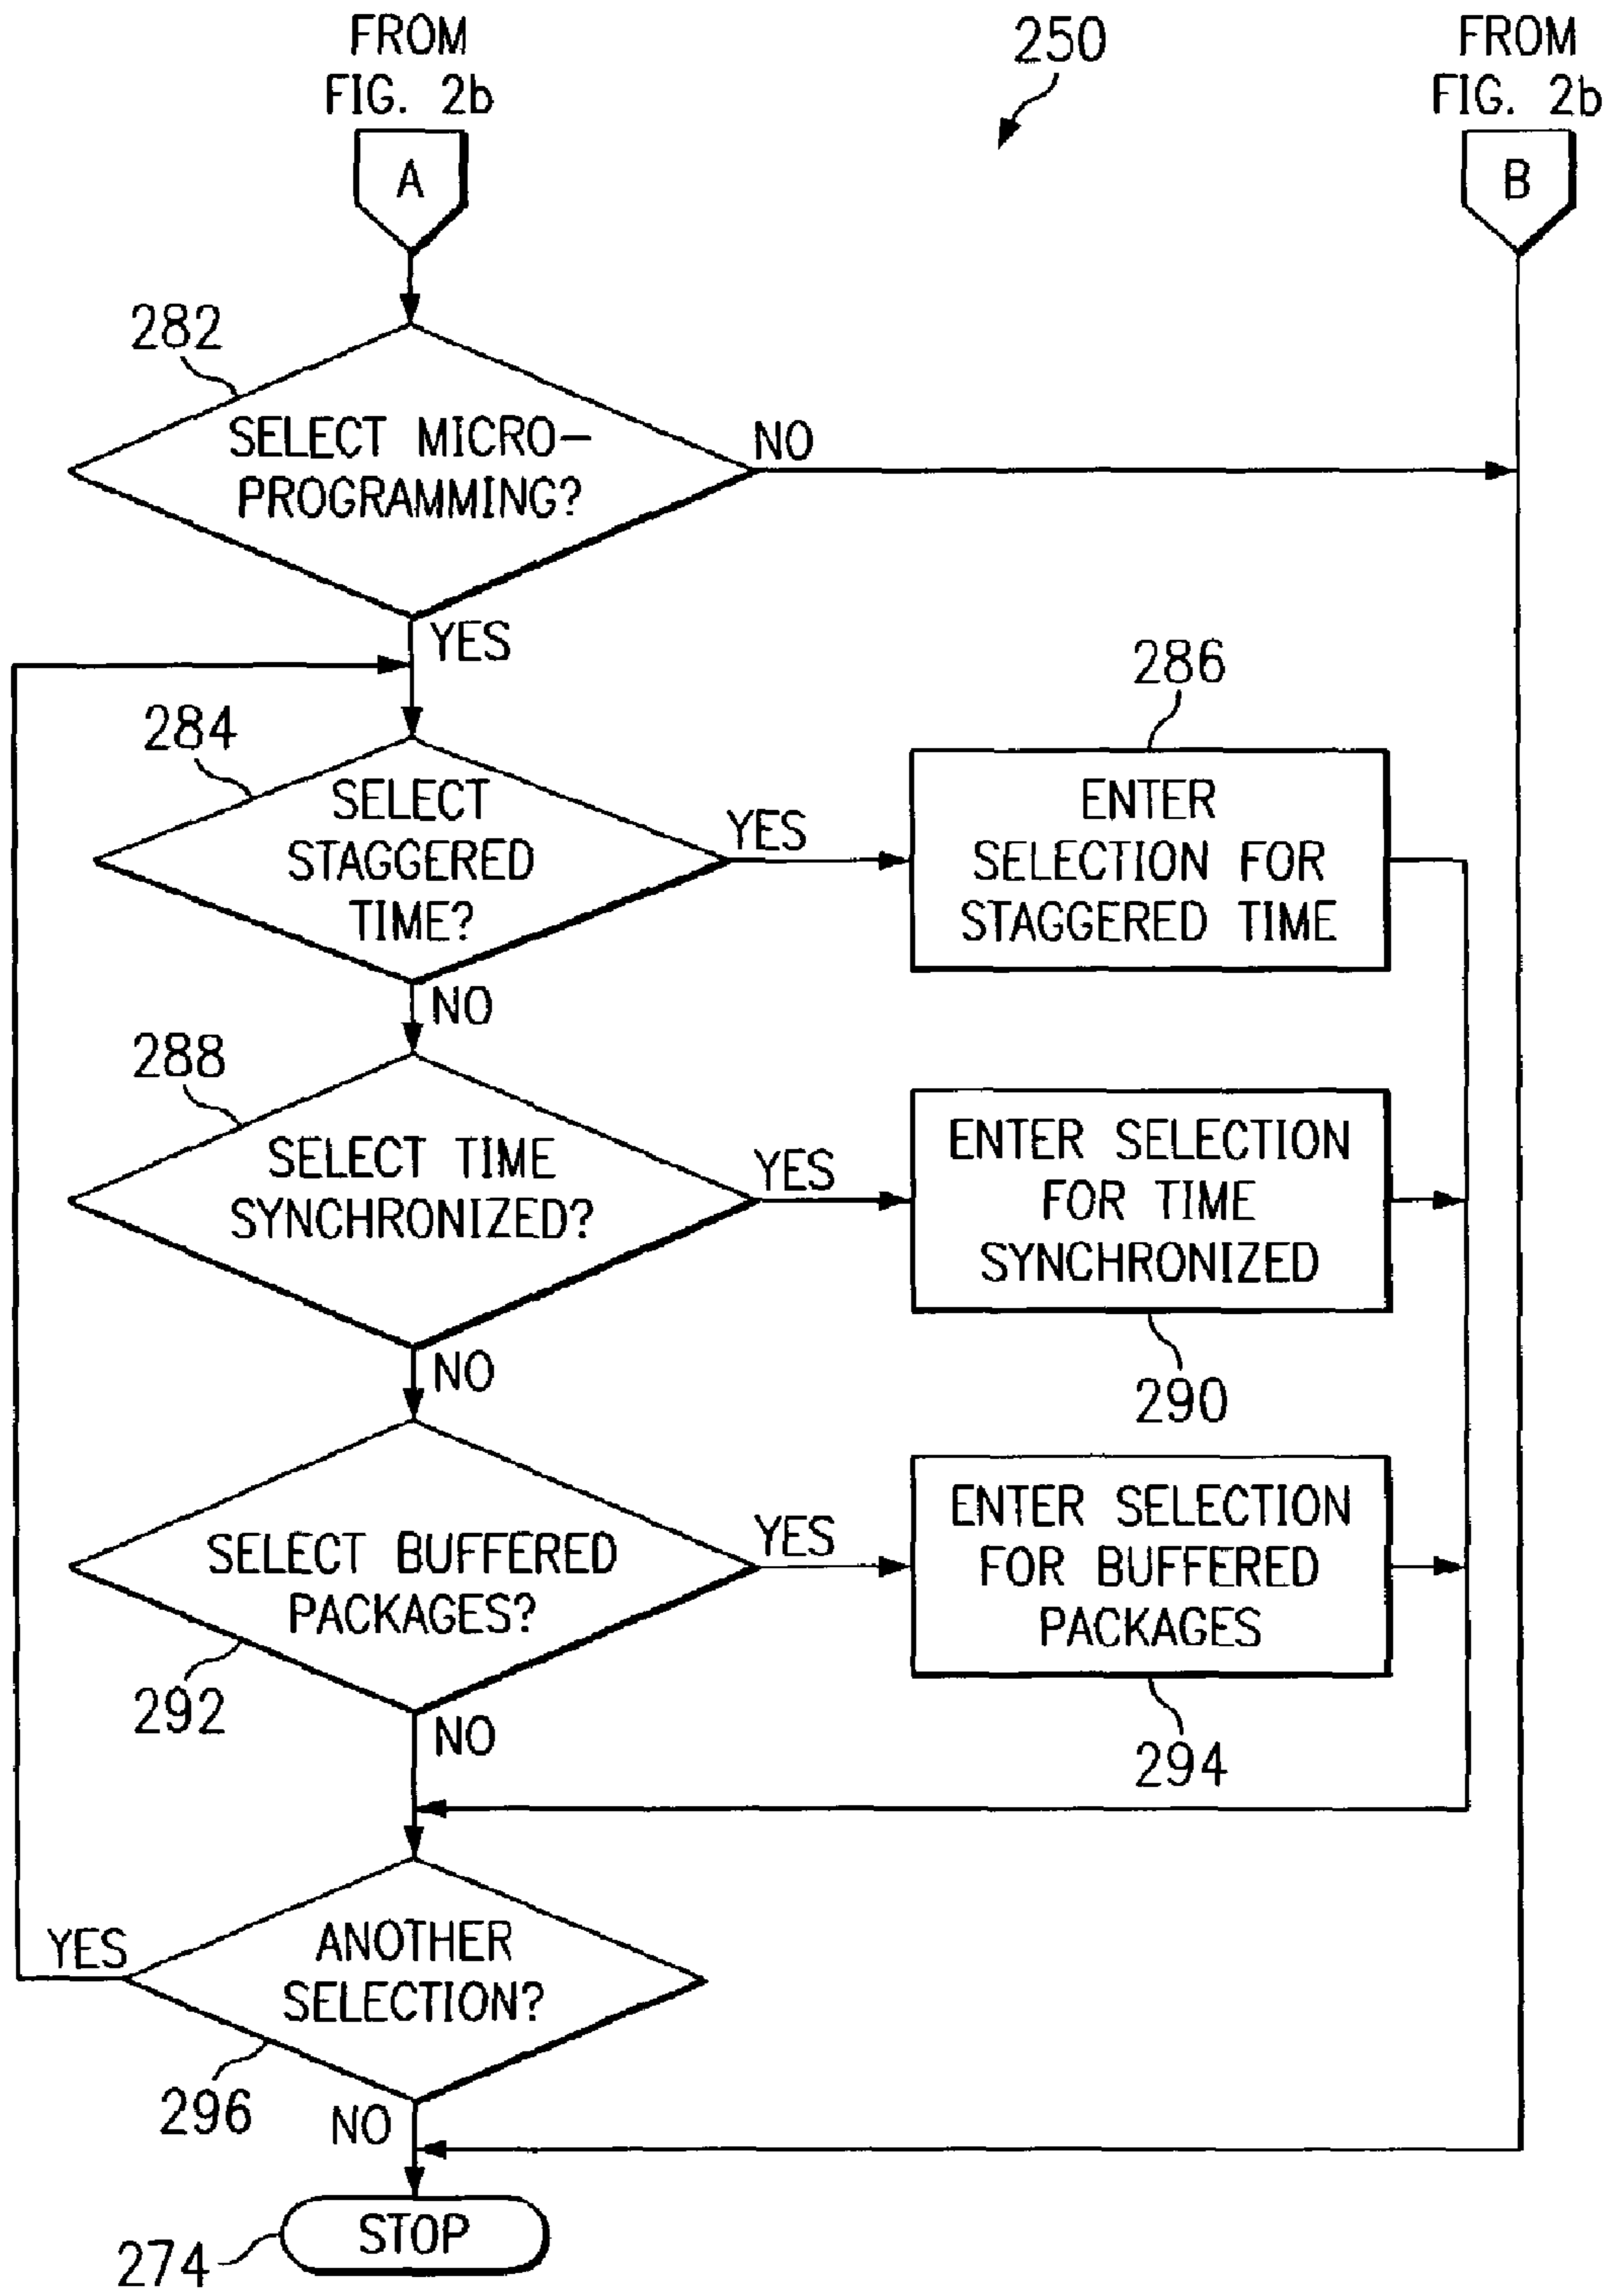 FROM
FIG. 2b
A
250
FROM
FIG. 2b
B
282
SELECT MICRO-
PROGRAMMING?
NO
YES
284
SELECT
STAGGERED
TIME?
YES
286
ENTER
SELECTION FOR
STAGGERED TIME
NO
288
SELECT TIME
SYNCHRONIZED?
YES
ENTER SELECTION
FOR TIME
SYNCHRONIZED
290
NO
SELECT BUFFERED
PACKAGES?
292
YES
ENTER SELECTION
FOR BUFFERED
PACKAGES
294
NO
ANOTHER
SELECTION?
YES
296
NO
STOP
274